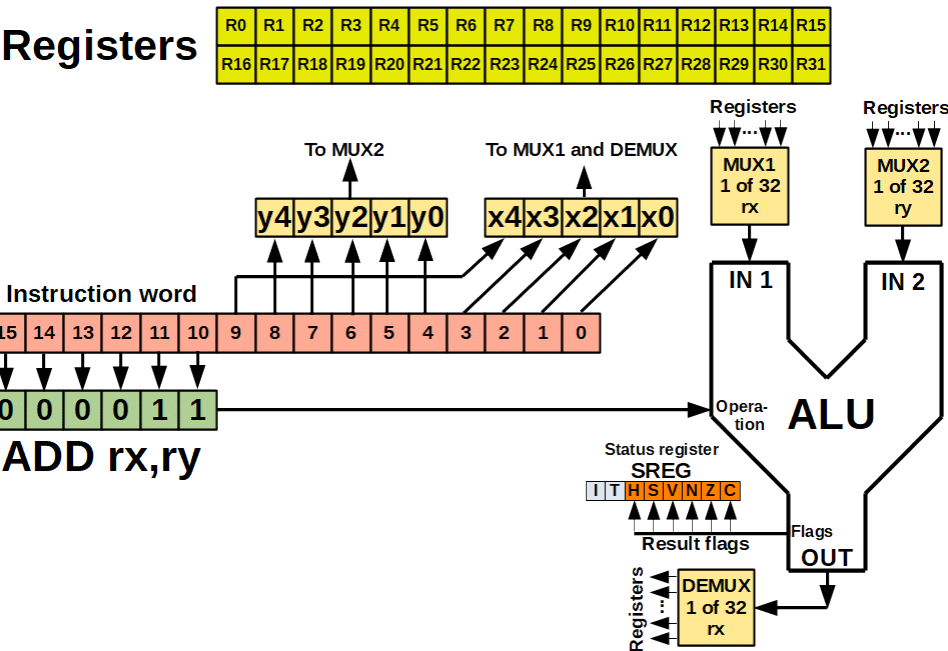 Registers
R0 R1 R2 R3 R4 R5 R6 R7 R8 R9 R10 R11 R12 R13 R14 R15
R16 R17 R18 R19 R20 R21 R22 R23 R24 R25 R26 R27 R28 R29 R30 R31
Registers
Registers
...
...
MUX1
1 of 32
rx
MUX2
1 of 32
ry
To MUX2
To MUX1 and DEMUX
y4 y3 y2 y1 y0
x4 x3 x2 x1 x0
IN 1
IN 2
Instruction word
15 14 13 12 11 10 9 8 7 6 5 4 3 2 1 0
0 0 0 0 1 1
ADD rx,ry
Opera-
tion
ALU
Status register
SREG
I T H S V N Z C
Result flags
Flags
OUT
Registers
...
DEMUX
1 of 32
rx